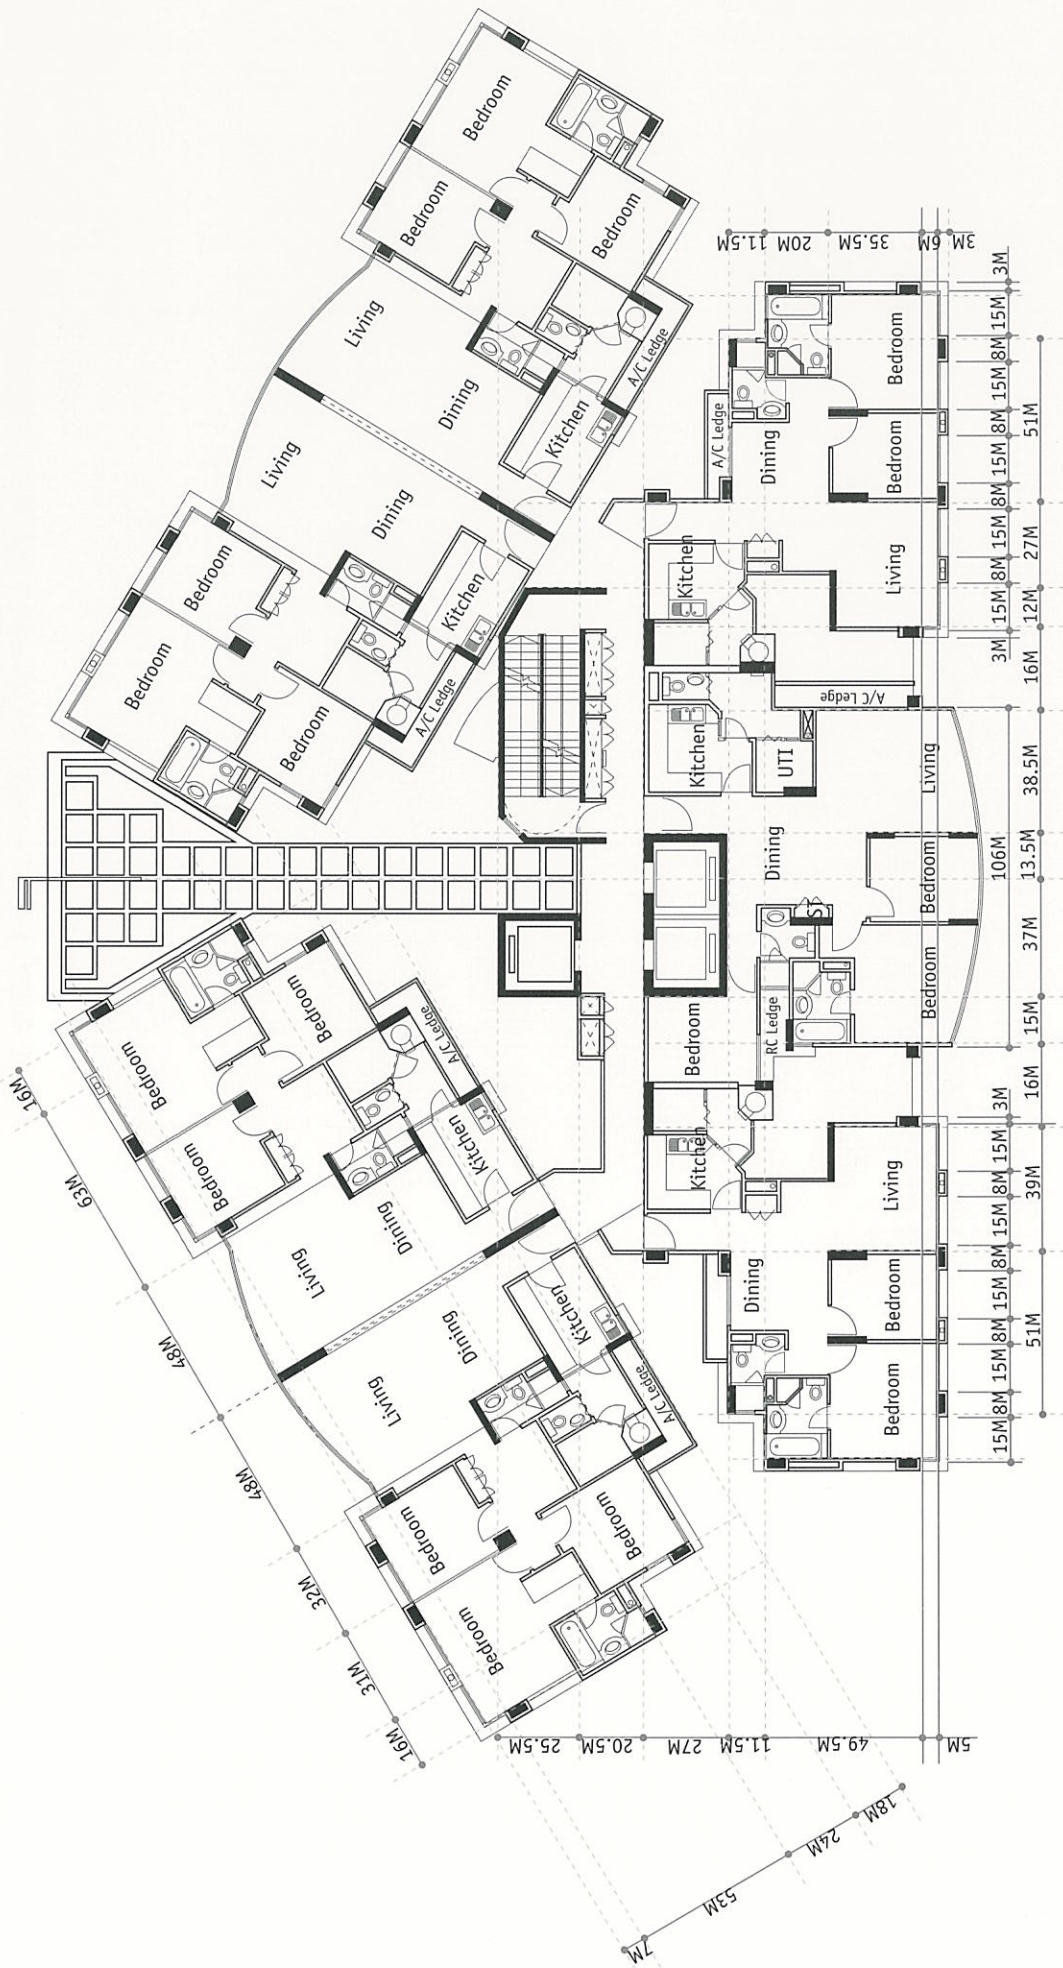 Bedroom
Bedroom
Bedroom
Living
Dining
Kitchen
A/C Ledge
Living
Dining
Kitchen
Bedroom
Bedroom
Bedroom
A/C Ledge
11.5M
20M
35.5M
6M
3M
Bedroom
Bedroom
A/C Ledge
Dining
Living
Kitchen
A/C Ledge
Kitchen
UTI
Living
Dining
Bedroom
ST
Bedroom
RC Ledge
Bedroom
Kitchen
Living
Dining
Bedroom
Bedroom
3M
15M
8M
15M
8M
15M
8M
15M
8M
15M
3M
51M
27M
12M
16M
38.5M
106M
13.5M
37M
15M
16M
3M
15M
39M
8M
15M
8M
15M
8M
51M
15M
8M
15M
Bedroom
Bedroom
Bedroom
A/C Ledge
Kitchen
Dining
Living
Kitchen
Dining
Living
A/C Ledge
Bedroom
Bedroom
Bedroom
16M
63M
48M
48M
32M
31M
16M
25.5M
20.5M
27M
11.5M
49.5M
5M
18M
24M
53M
7M